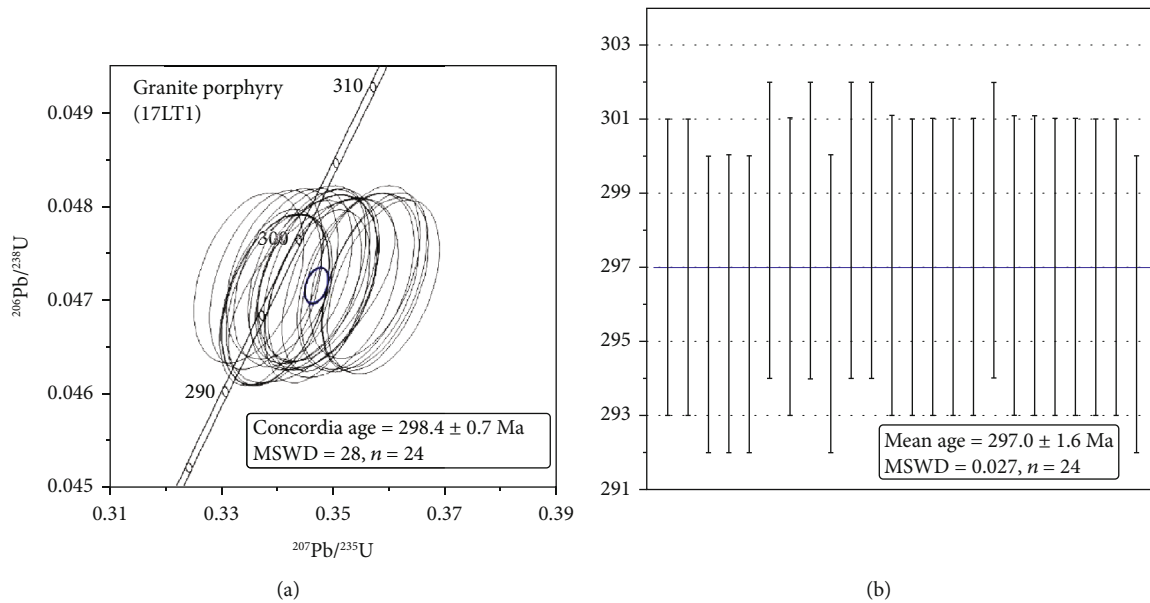 Granite porphyry
(17LT1)
310
300
290
0.049
0.048
0.047
0.046
0.045
²⁰⁶Pb/²³⁸U
Concordia age = 298.4 ± 0.7 Ma
MSWD = 28, n = 24
0.31 0.33 0.35 0.37 0.39
²⁰⁷Pb/²³⁵U
(a)
303
301
299
297
295
293
291
Mean age = 297.0 ± 1.6 Ma
MSWD = 0.027, n = 24
(b)